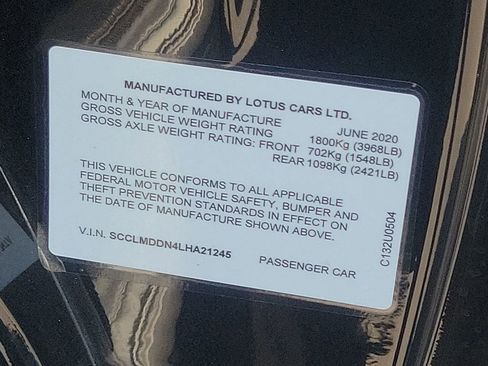 MANUFACTURED BY LOTUS CARS LTD.
MONTH & YEAR OF MANUFACTURE JUNE 2020
GROSS VEHICLE WEIGHT RATING 1800Kg (3968LB)
GROSS AXLE WEIGHT RATING: FRONT 702Kg (1548LB)
REAR 1098Kg (2421LB)
THIS VEHICLE CONFORMS TO ALL APPLICABLE
FEDERAL MOTOR VEHICLE SAFETY, BUMPER AND
THEFT PREVENTION STANDARDS IN EFFECT ON
THE DATE OF MANUFACTURE SHOWN ABOVE.
V.I.N. SCCLMDDN4LHA21245 PASSENGER CAR
C132U0504